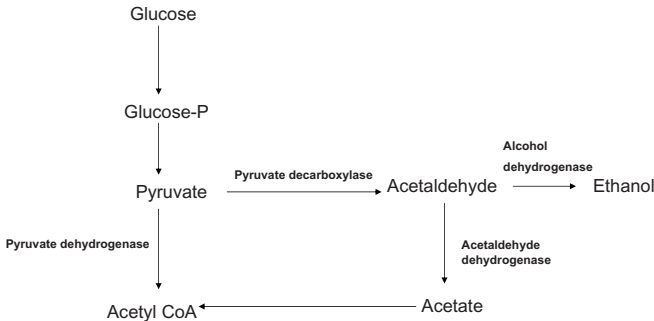 Glucose
Glucose-P
Alcohol
dehydrogenase
Pyruvate decarboxylase
Pyruvate
Acetaldehyde
Ethanol
Pyruvate dehydrogenase
Acetaldehyde
dehydrogenase
Acetyl CoA
Acetate